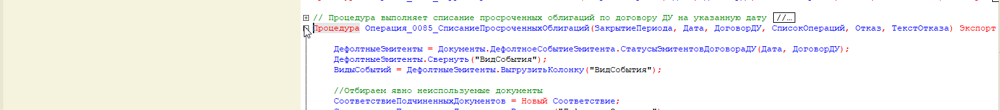 // Процедура выполняет списание просроченных облигаций по договору ДУ на указанную дату //…
Процедура Операция_0085_СписаниеПросроченныхОблигаций(ЗакрытиеПериода, Дата, ДоговорДУ, СписокОпераций, Отказ, ТекстОтказа) Экспорт
ДефолтныеЭмитенты = Документы.ДефолтноеСобытиеЭмитента.СтатусыЭмитентовДоговораДУ(Дата, ДоговорДУ);
ДефолтныеЭмитенты.Свернуть("ВидСобытия");
ВидыСобытий = ДефолтныеЭмитенты.ВыгрузитьКолонку("ВидСобытия");
//Отбираем явно неиспользуемые документы
СоответствиеПодчиненныхДокументов = Новый Соответствие;